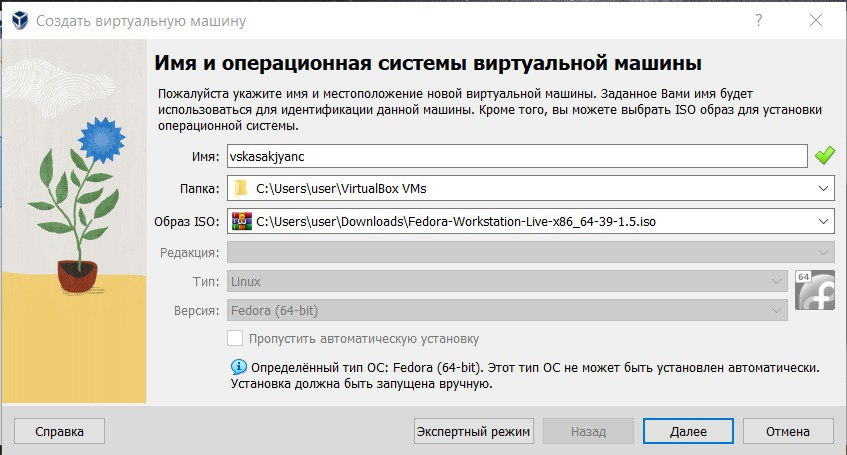 Создать виртуальную машину
Имя и операционная системы виртуальной машины
Пожалуйста укажите имя и местоположение новой виртуальной машины. Заданное Вами имя будет
использоваться для идентификации данной машины. Кроме того, вы можете выбрать ISO образ для установки
операционной системы.
Имя: vskasakjyanc
Папка: C:\Users\user\VirtualBox VMs
Образ ISO: C:\Users\user\Downloads\Fedora-Workstation-Live-x86_64-39-1.5.iso
Редакция:
Тип: Linux
64
Версия: Fedora (64-bit)
Пропустить автоматическую установку
Определённый тип ОС: Fedora (64-bit). Этот тип ОС не может быть установлен автоматически.
Установка должна быть запущена вручную.
Справка Экспертный режим Назад Далее Отмена